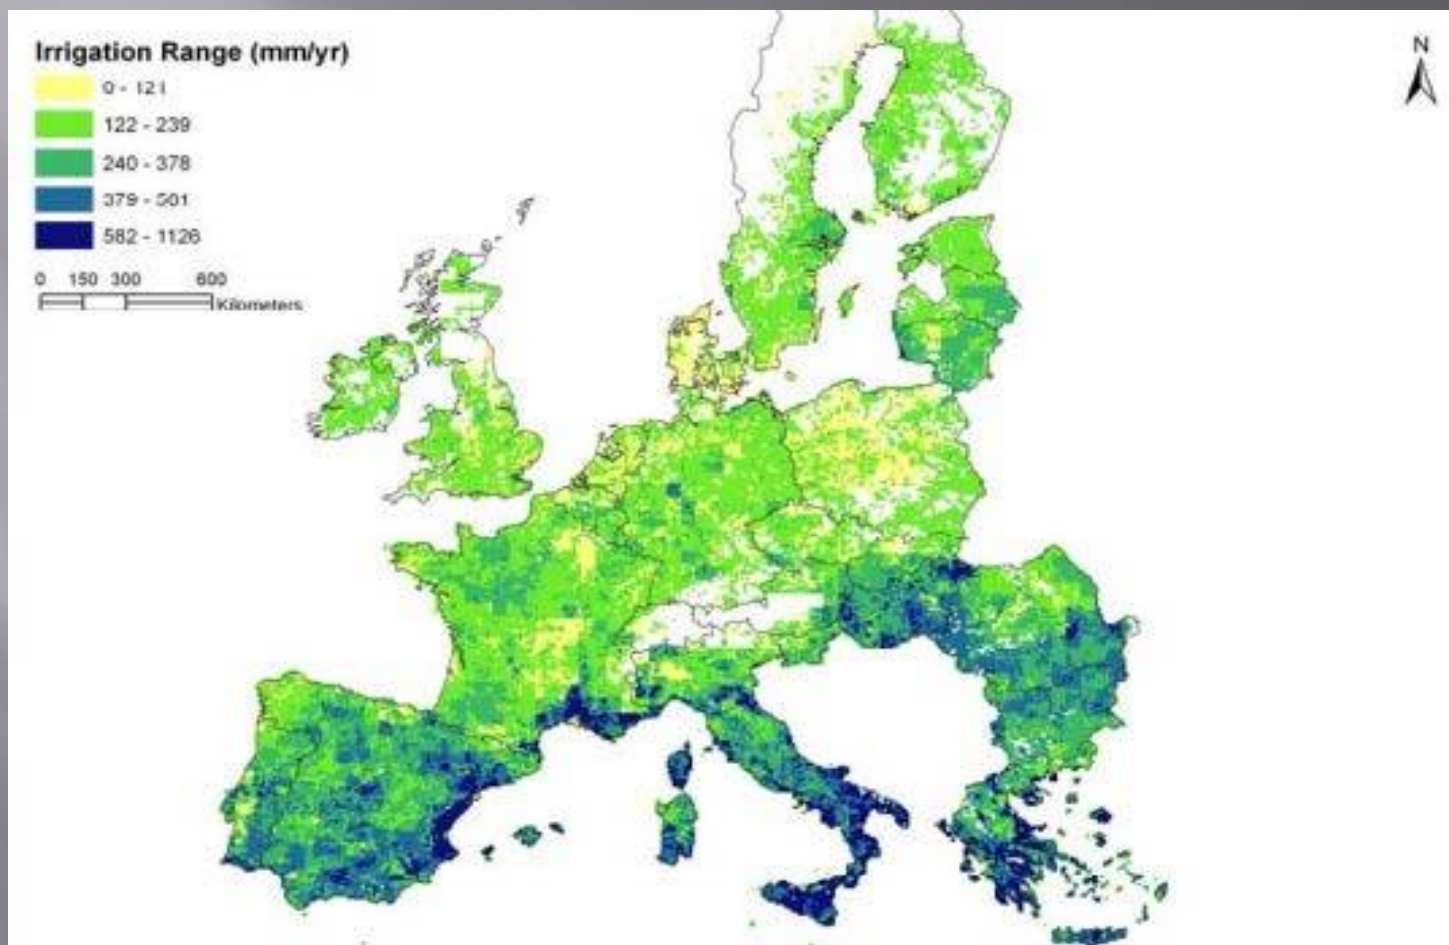 Irrigation Range (mm/yr)
0 - 121
122 - 239
240 - 378
379 - 501
582 - 1126
0 150 300 600
Kilometers
N